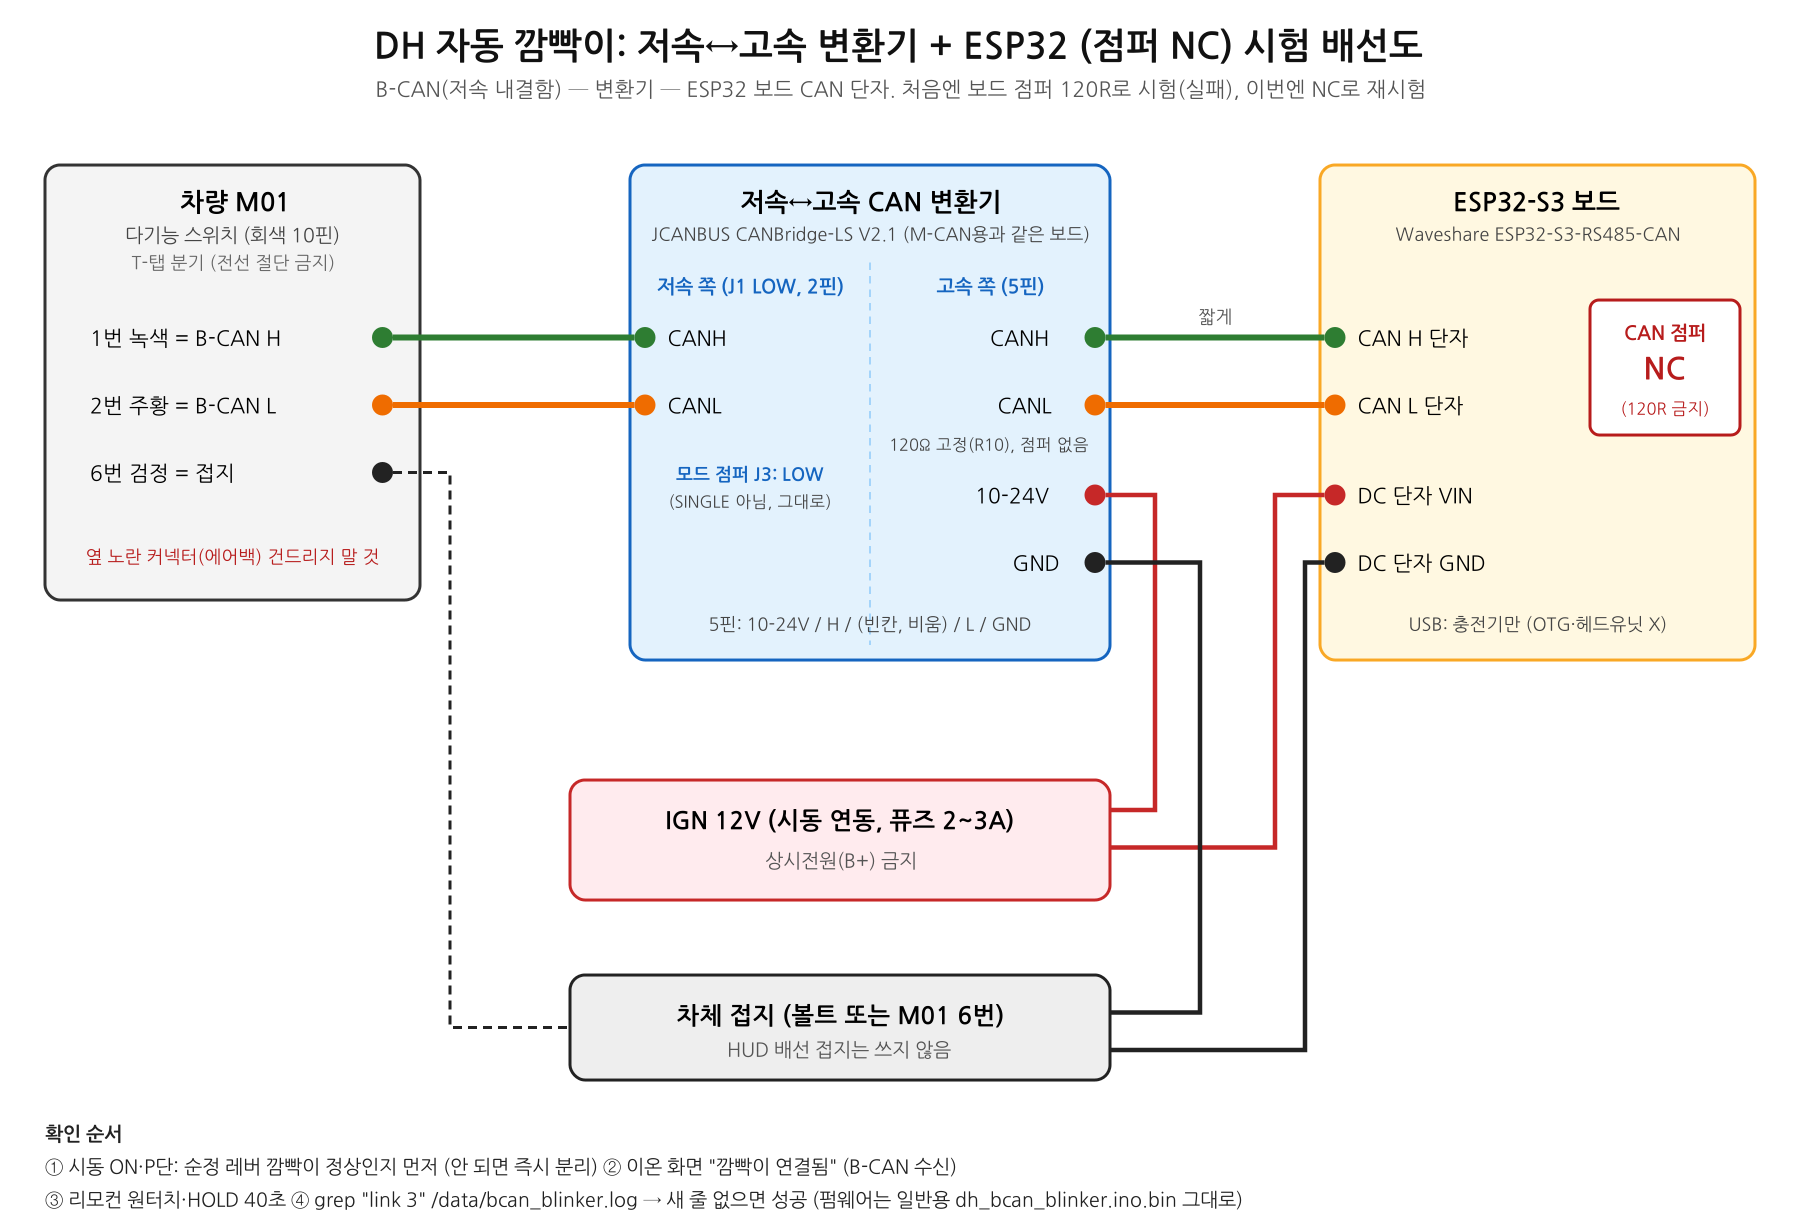 DH 자동 깜빡이: 저속↔고속 변환기 + ESP32 (점퍼 NC) 시험 배선도
B-CAN(저속 내결함) — 변환기 — ESP32 보드 CAN 단자. 처음엔 보드 점퍼 120R로 시험(실패), 이번엔 NC로 재시험
차량 M01
다기능 스위치 (회색 10핀)
T-탭 분기 (전선 절단 금지)
1번 녹색 = B-CAN H
2번 주황 = B-CAN L
6번 검정 = 접지
옆 노란 커넥터(에어백) 건드리지 말 것
저속↔고속 CAN 변환기
JCANBUS CANBridge-LS V2.1 (M-CAN용과 같은 보드)
저속 쪽 (J1 LOW, 2핀)
고속 쪽 (5핀)
CANH
CANH
CANL
CANL
120Ω 고정(R10), 점퍼 없음
모드 점퍼 J3: LOW
(SINGLE 아님, 그대로)
10-24V
GND
5핀: 10-24V / H / (빈칸, 비움) / L / GND
짧게
ESP32-S3 보드
Waveshare ESP32-S3-RS485-CAN
CAN 점퍼
NC
(120R 금지)
CAN H 단자
CAN L 단자
DC 단자 VIN
DC 단자 GND
USB: 충전기만 (OTG·헤드유닛 X)
IGN 12V (시동 연동, 퓨즈 2~3A)
상시전원(B+) 금지
차체 접지 (볼트 또는 M01 6번)
HUD 배선 접지는 쓰지 않음
확인 순서
① 시동 ON·P단: 순정 레버 깜빡이 정상인지 먼저 (안 되면 즉시 분리) ② 이온 화면 "깜빡이 연결됨" (B-CAN 수신)
③ 리모컨 원터치·HOLD 40초 ④ grep "link 3" /data/bcan_blinker.log → 새 줄 없으면 성공 (펌웨어는 일반용 dh_bcan_blinker.ino.bin 그대로)